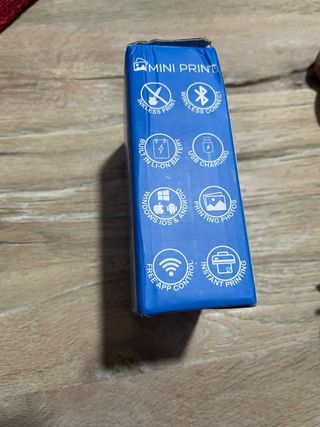 MINI PRINT
INKLESS PRINT
WIRELESS CONNECT
BUILT IN LI-ON BATTERY
USB CHARGING
WINDOWS IOS & ANDROID
PRINTING PHOTOS
FREE APP CONTROL
INSTANT PRINTING